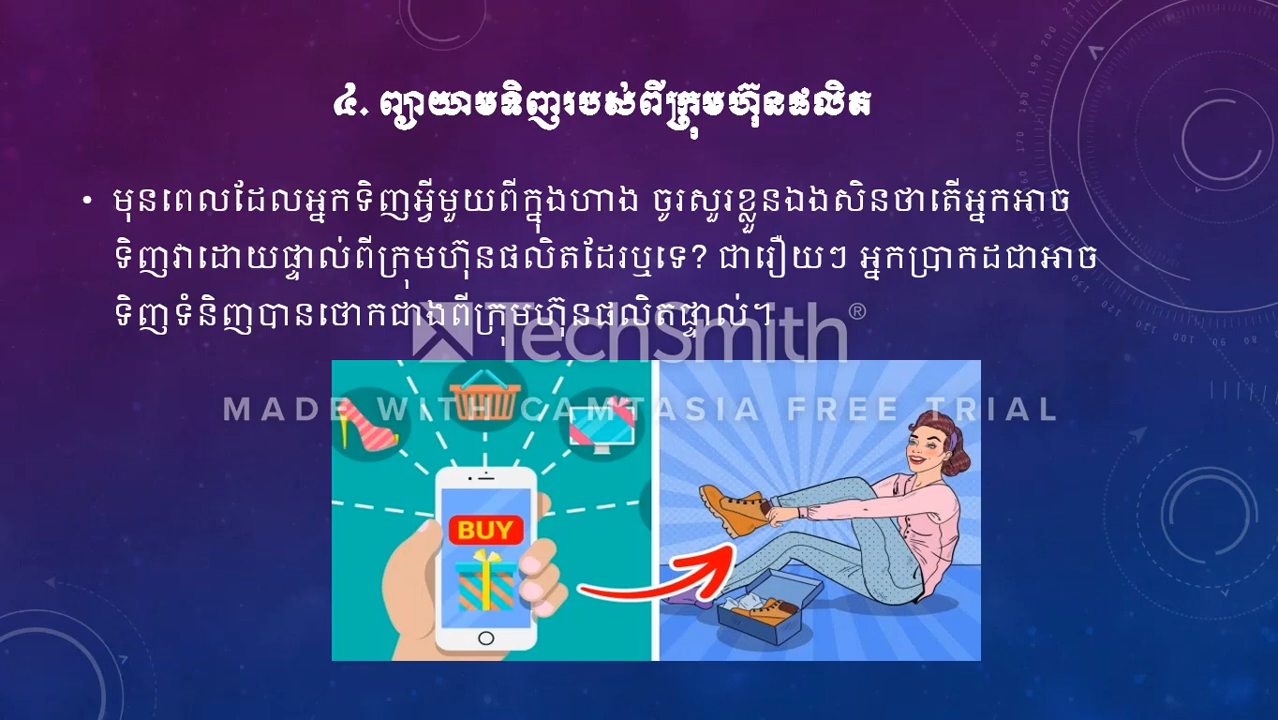 ៤. ព្យាយាមទិញរបស់ពីក្រុមហ៊ុនផលិត
• មុនពេលដែលអ្នកទិញអ្វីមួយពីក្នុងហាង ចូរសួរខ្លួនឯងសិនថាតើអ្នកអាច
ទិញវាដោយផ្ទាល់ពីក្រុមហ៊ុនផលិតដែរឬទេ? ជារឿយៗ អ្នកប្រាកដជាអាច
ទិញទំនិញបានថោកជាងពីក្រុមហ៊ុនផលិតផ្ទាល់។
TechSmith®
MADE WITH CAMTASIA FREE TRIAL
BUY